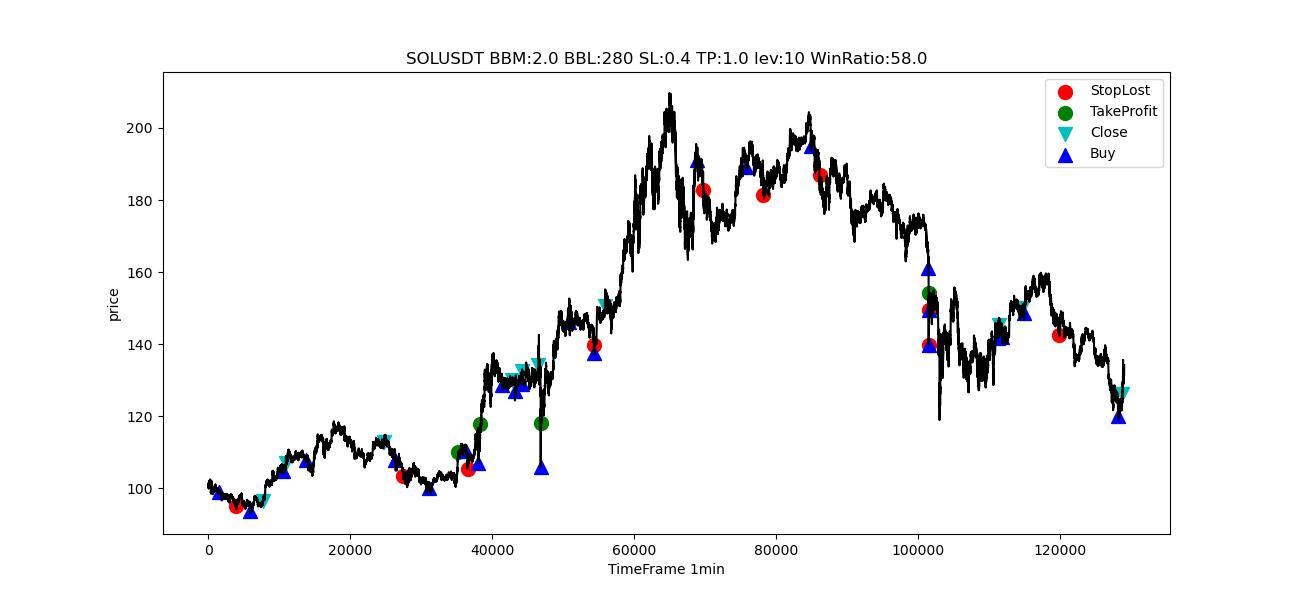 SOLUSDT BBM:2.0 BBL:280 SL:0.4 TP:1.0 lev:10 WinRatio:58.0
StopLost
TakeProfit
Close
Buy
price
200
180
160
140
120
100
0 20000 40000 60000 80000 100000 120000
TimeFrame 1min